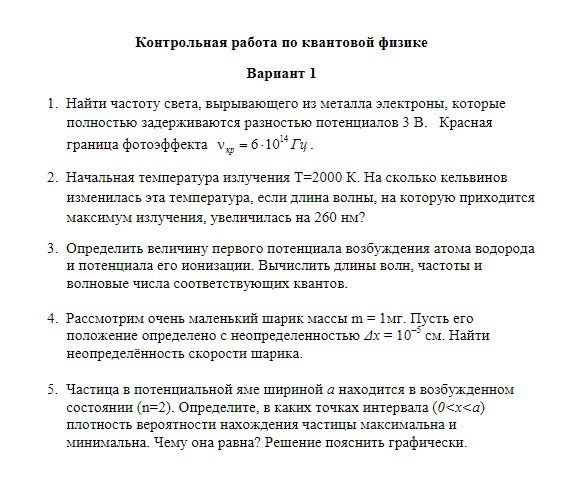 Контрольная работа по квантовой физике
Вариант 1
1. Найти частоту света, вырывающего из металла электроны, которые
полностью задерживаются разностью потенциалов 3 В. Красная
граница фотоэффекта ν_кр = 6·10^14 Гц.
2. Начальная температура излучения Т=2000 К. На сколько кельвинов
изменилась эта температура, если длина волны, на которую приходится
максимум излучения, увеличилась на 260 нм?
3. Определить величину первого потенциала возбуждения атома водорода
и потенциала его ионизации. Вычислить длины волн, частоты и
волновые числа соответствующих квантов.
4. Рассмотрим очень маленький шарик массы m = 1мг. Пусть его
положение определено с неопределенностью Δx = 10⁻⁵ см. Найти
неопределённость скорости шарика.
5. Частица в потенциальной яме шириной a находится в возбужденном
состоянии (n=2). Определите, в каких точках интервала (0<x<a)
плотность вероятности нахождения частицы максимальна и
минимальна. Чему она равна? Решение пояснить графически.